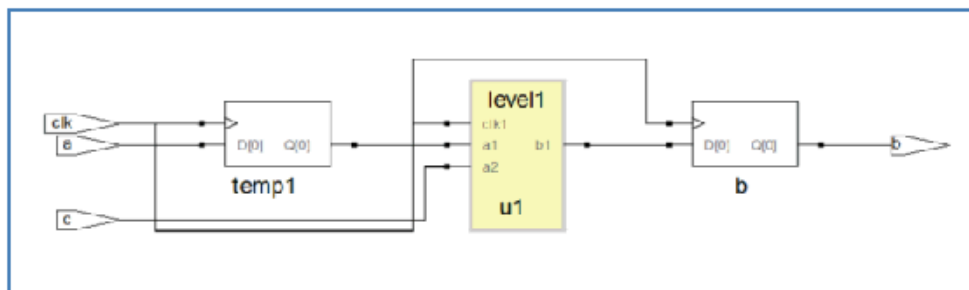 level1
clk
clk1
a
D[0] Q[0]
a1 b1
D[0] Q[0]
b
a2
temp1
u1
b
c